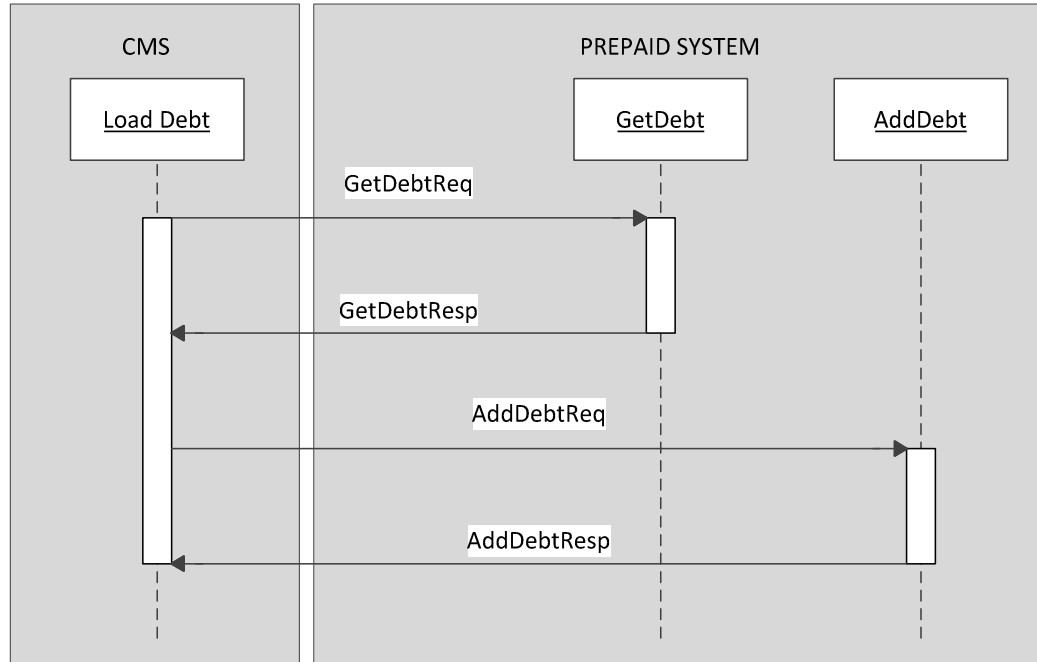 CMS
PREPAID SYSTEM
Load Debt
GetDebt
AddDebt
GetDebtReq
GetDebtResp
AddDebtReq
AddDebtResp